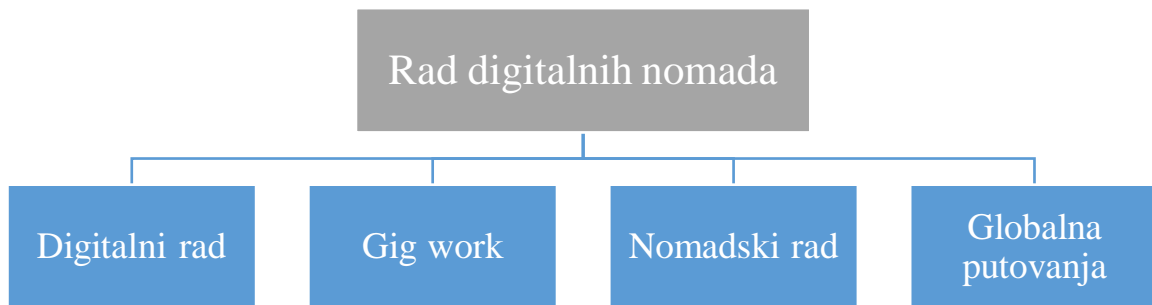 Rad digitalnih nomada
Digitalni rad
Gig work
Nomadski rad
Globalna
putovanja